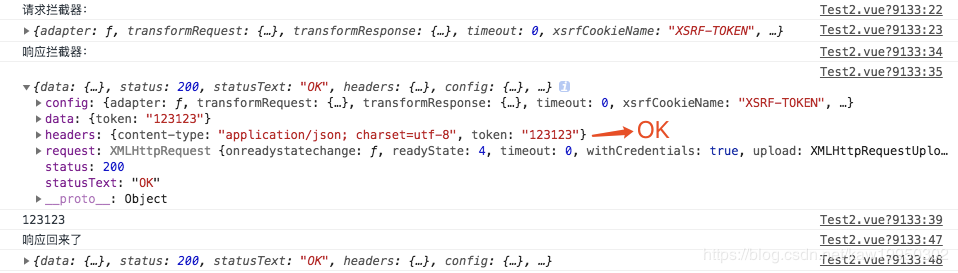 请求拦截器: Test2.vue?9133:22
▶{adapter: ƒ, transformRequest: {…}, transformResponse: {…}, timeout: 0, xsrfCookieName: "XSRF-TOKEN", …} Test2.vue?9133:23
响应拦截器: Test2.vue?9133:34
Test2.vue?9133:35
▼{data: {…}, status: 200, statusText: "OK", headers: {…}, config: {…}, …} i
▶config: {adapter: ƒ, transformRequest: {…}, transformResponse: {…}, timeout: 0, xsrfCookieName: "XSRF-TOKEN", …}
▶data: {token: "123123"}
▶headers: {content-type: "application/json; charset=utf-8", token: "123123"} OK
▶request: XMLHttpRequest {onreadystatechange: ƒ, readyState: 4, timeout: 0, withCredentials: true, upload: XMLHttpRequestUplo…
status: 200
statusText: "OK"
▶__proto__: Object
123123 Test2.vue?9133:39
响应回来了 Test2.vue?9133:47
▶{data: {…}, status: 200, statusText: "OK", headers: {…}, config: {…}, …} Test2.vue?9133:48